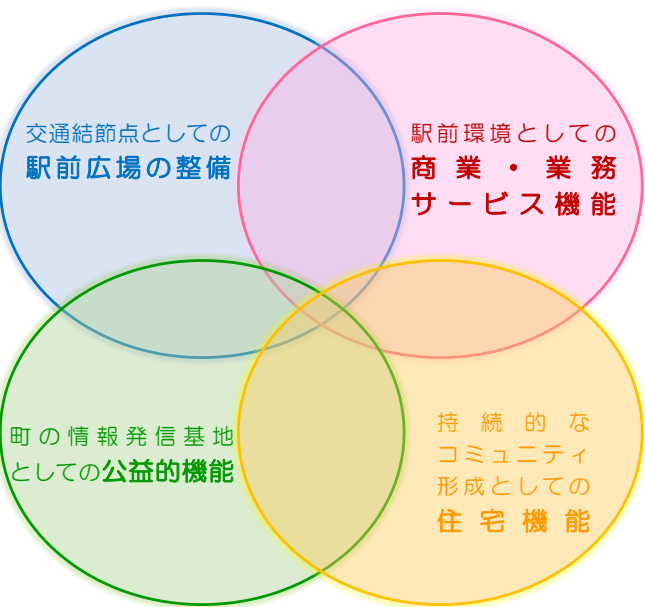 交通結節点としての
駅前広場の整備
駅前環境としての
商業・業務
サービス機能
町の情報発信基地
としての公益的機能
持続的な
コミュニティ
形成としての
住宅機能